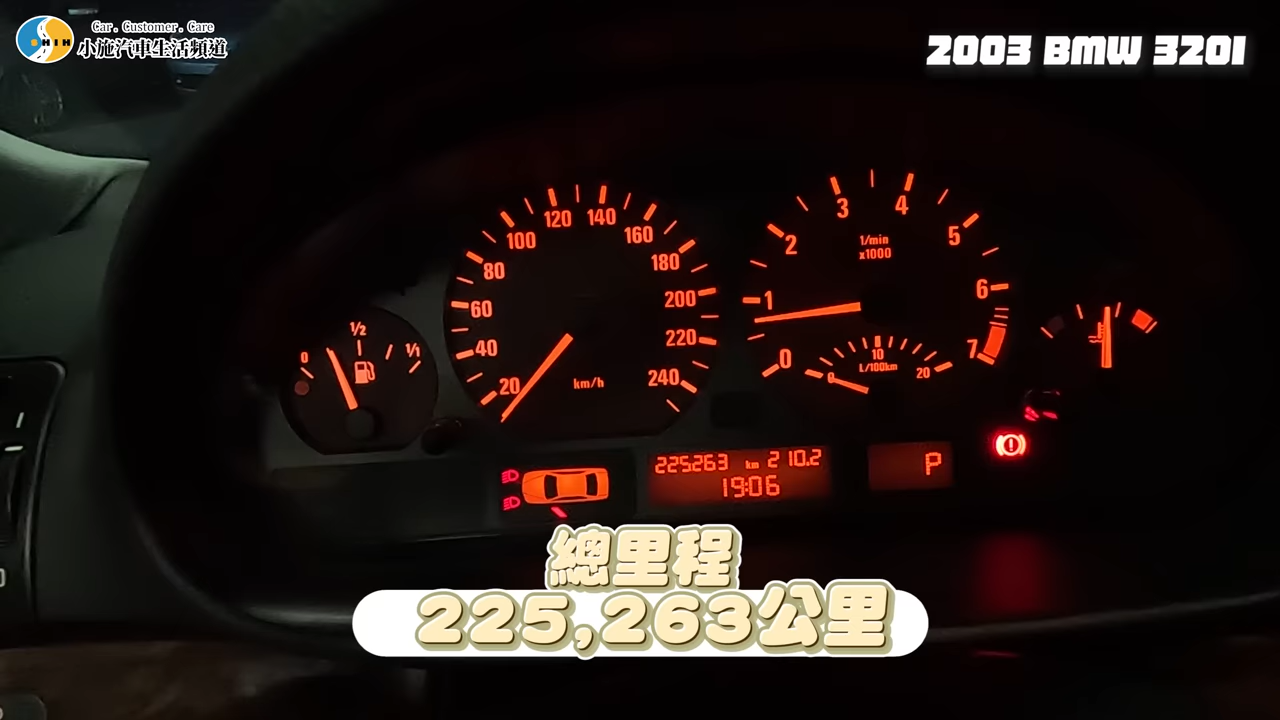 Car. Customer. Care
SHIH
小施汽車生活頻道
2003 BMW 320I
0 1/2 1/1
20 40 60 80 100 120 140 160 180 200 220 240
km/h
0 1 2 3 4 5 6 7
1/min
x1000
0 10 20
L/100km
225263 km 210.2
19:06
P
總里程
225,263公里